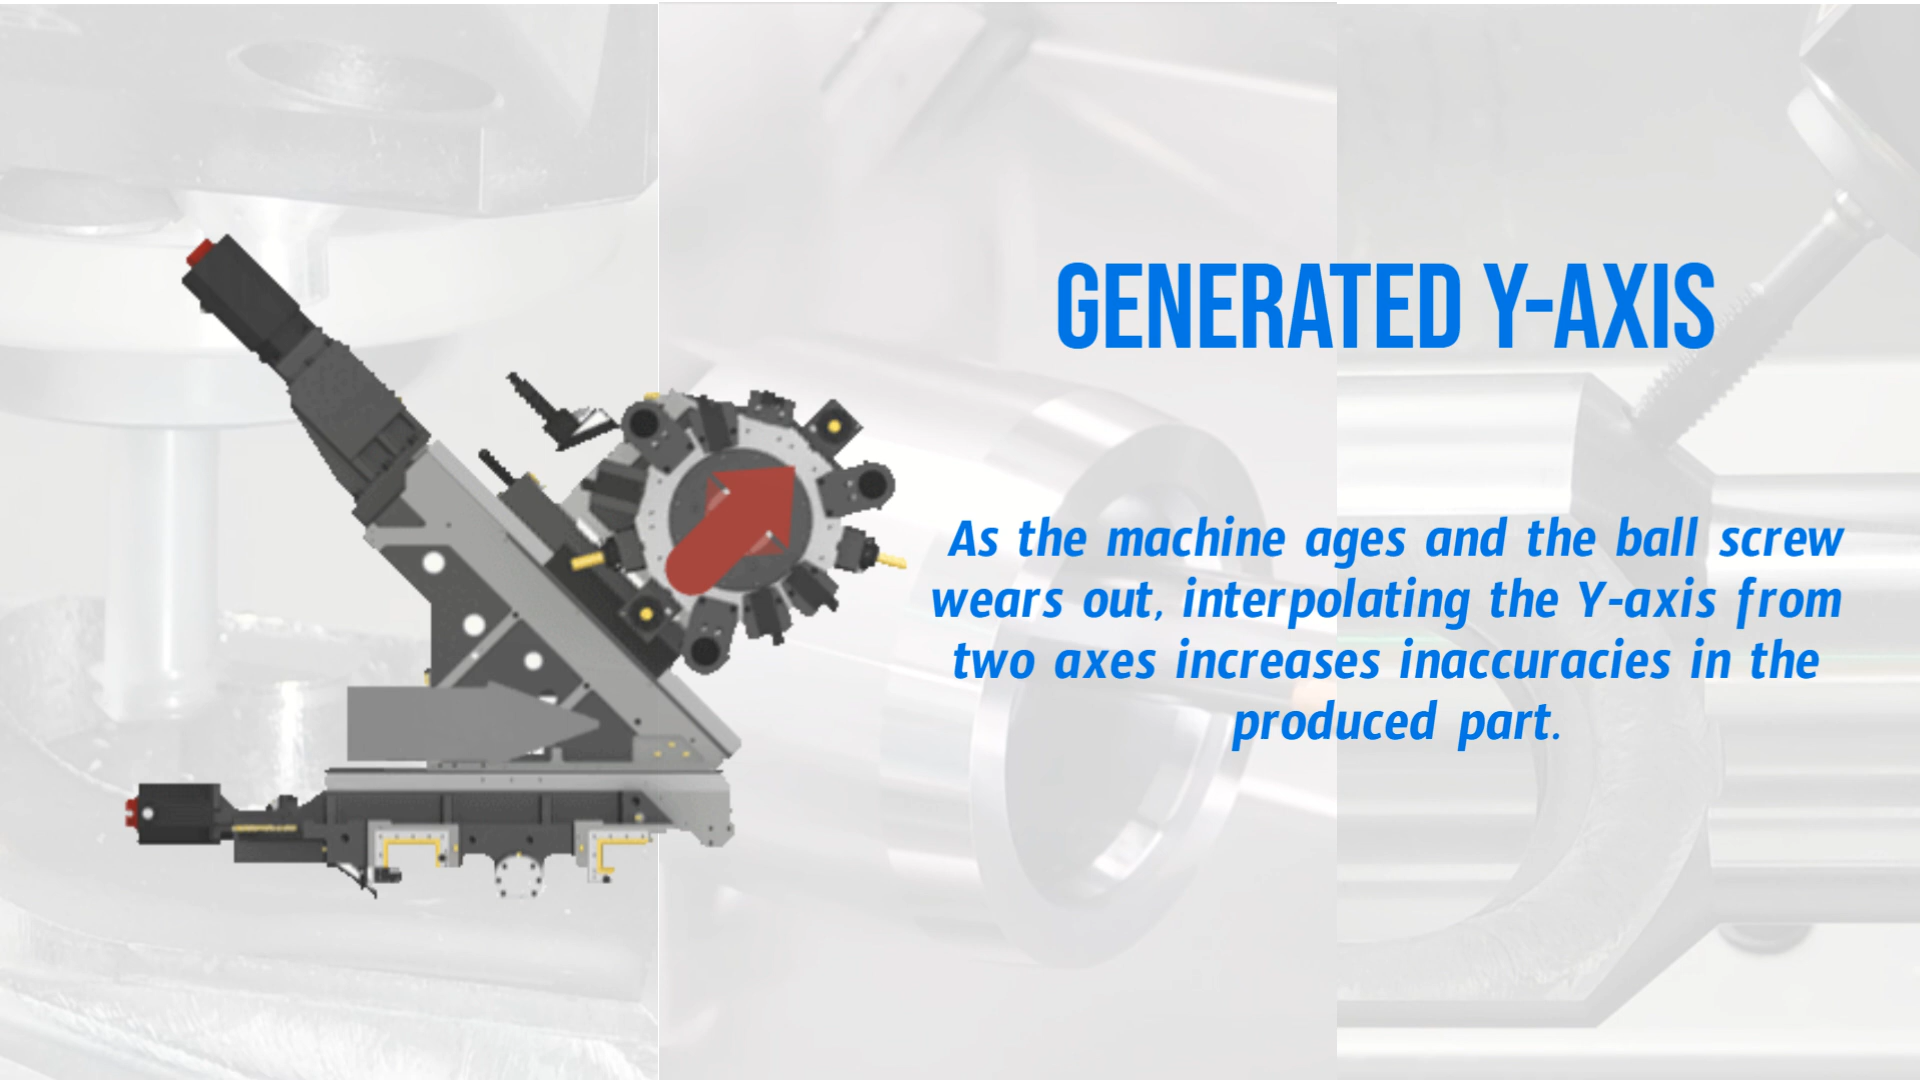 GENERATED Y-AXIS
As the machine ages and the ball screw
wears out, interpolating the Y-axis from
two axes increases inaccuracies in the
produced part.